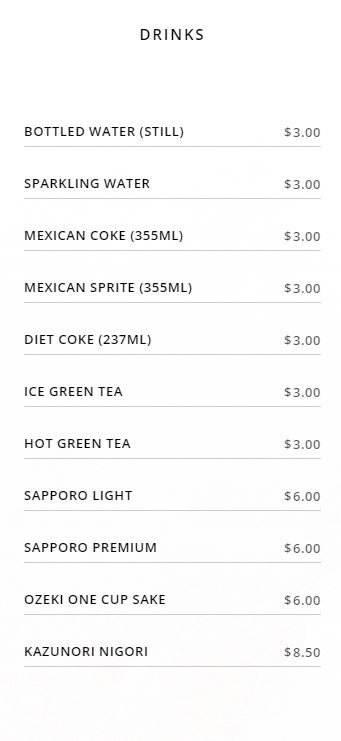 DRINKS
BOTTLED WATER (STILL) $3.00
SPARKLING WATER $3.00
MEXICAN COKE (355ML) $3.00
MEXICAN SPRITE (355ML) $3.00
DIET COKE (237ML) $3.00
ICE GREEN TEA $3.00
HOT GREEN TEA $3.00
SAPPORO LIGHT $6.00
SAPPORO PREMIUM $6.00
OZEKI ONE CUP SAKE $6.00
KAZUNORI NIGORI $8.50